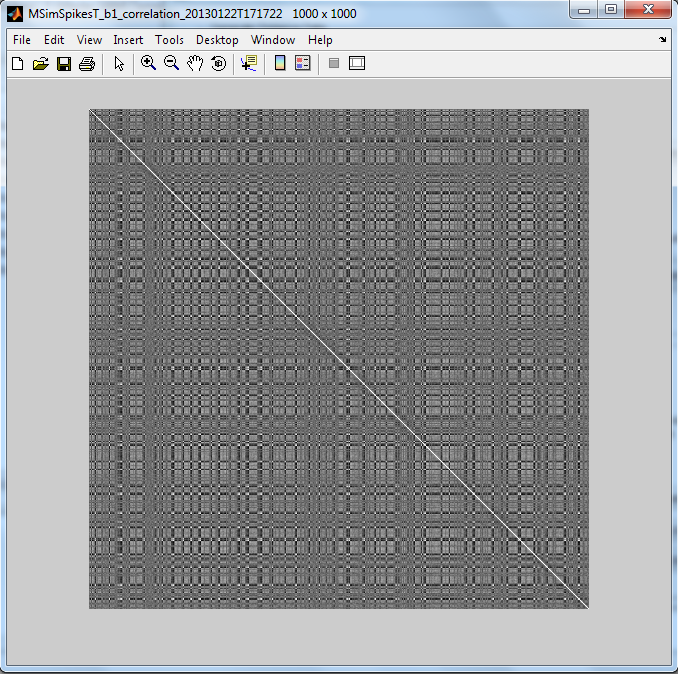 MSimSpikesT_b1_correlation_20130122T171722 1000 x 1000
File Edit View Insert Tools Desktop Window Help